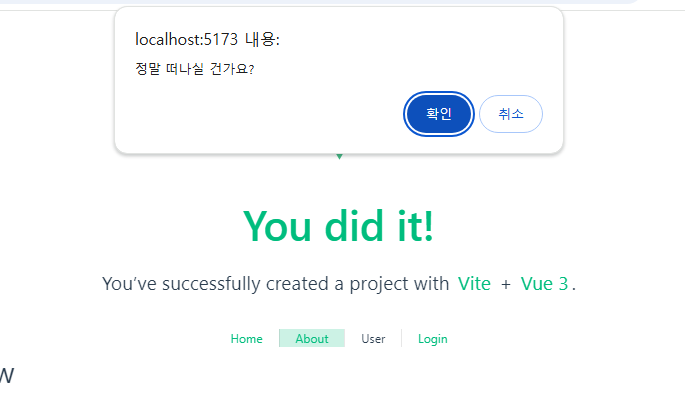 localhost:5173 내용:
정말 떠나실 건가요?
확인 취소
You did it!
You’ve successfully created a project with Vite + Vue 3.
Home About User Login
w